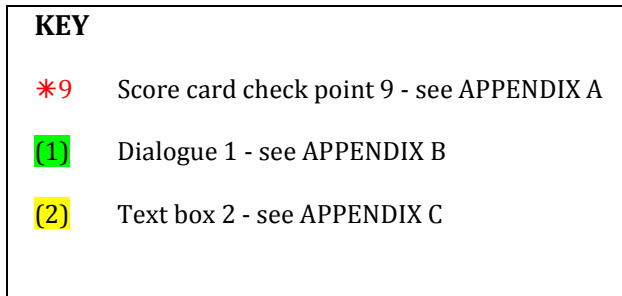 KEY
✳9 Score card check point 9 - see APPENDIX A
(1) Dialogue 1 - see APPENDIX B
(2) Text box 2 - see APPENDIX C